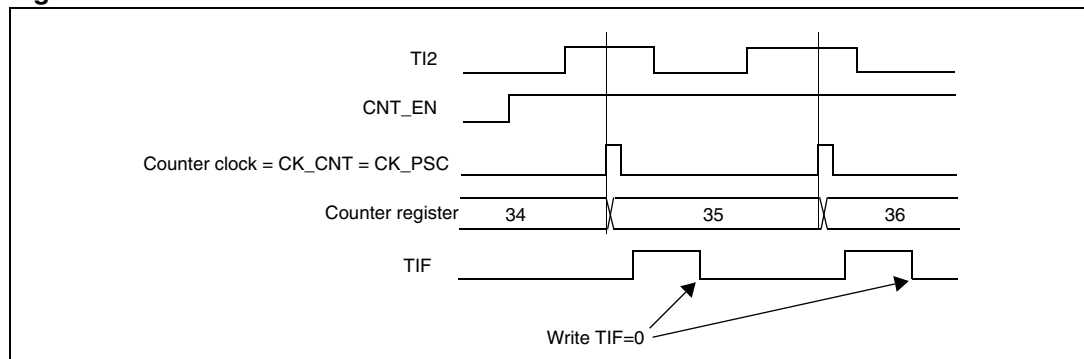 TI2
CNT_EN
Counter clock = CK_CNT = CK_PSC
Counter register 34 35 36
TIF
Write TIF=0